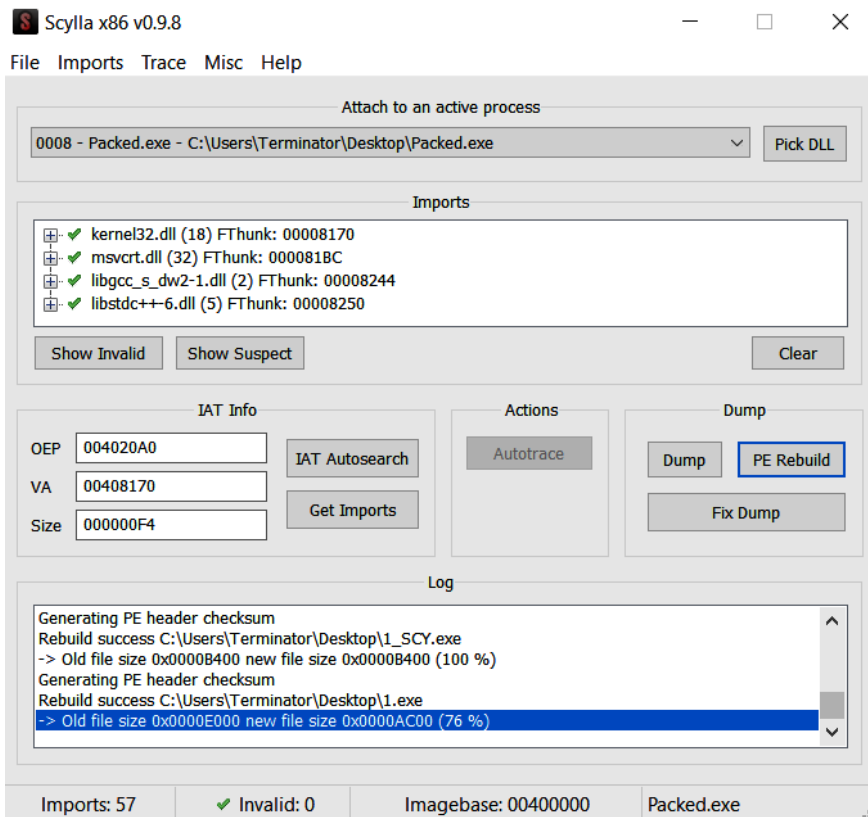 Scylla x86 v0.9.8
File Imports Trace Misc Help
Attach to an active process
0008 - Packed.exe - C:\Users\Terminator\Desktop\Packed.exe
Pick DLL
Imports
kernel32.dll (18) FThunk: 00008170
msvcrt.dll (32) FThunk: 000081BC
libgcc_s_dw2-1.dll (2) FThunk: 00008244
libstdc++-6.dll (5) FThunk: 00008250
Show Invalid Show Suspect Clear
IAT Info
OEP 004020A0
VA 00408170
Size 000000F4
IAT Autosearch
Get Imports
Actions
Autotrace
Dump
Dump PE Rebuild
Fix Dump
Log
Generating PE header checksum
Rebuild success C:\Users\Terminator\Desktop\1_SCY.exe
-> Old file size 0x0000B400 new file size 0x0000B400 (100 %)
Generating PE header checksum
Rebuild success C:\Users\Terminator\Desktop\1.exe
-> Old file size 0x0000E000 new file size 0x0000AC00 (76 %)
Imports: 57 Invalid: 0 Imagebase: 00400000 Packed.exe